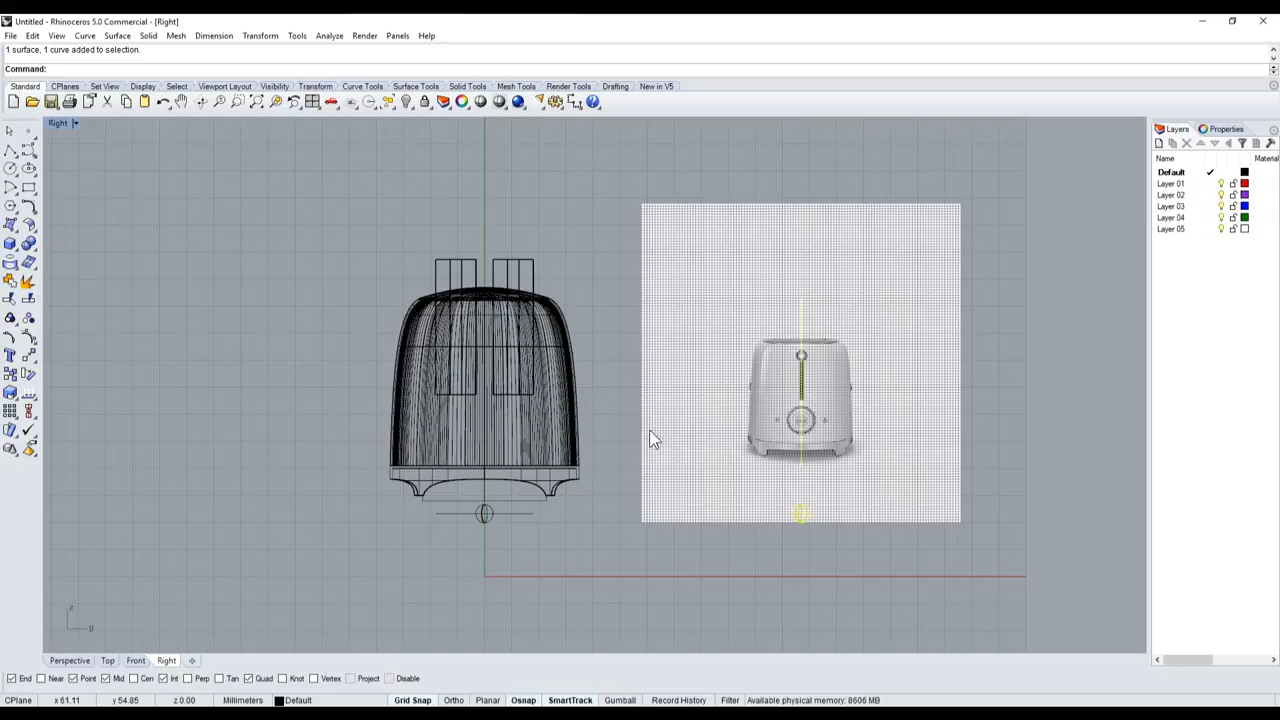 Untitled - Rhinoceros 5.0 Commercial - [Right]
File Edit View Curve Surface Solid Mesh Dimension Transform Tools Analyze Render Panels Help
1 surface, 1 curve added to selection.
Command:
Standard CPlanes Set View Display Select Viewport Layout Visibility Transform Curve Tools Surface Tools Solid Tools Mesh Tools Render Tools Drafting New in V5
Right
Layers Properties
Name Material
Default
Layer 01
Layer 02
Layer 03
Layer 04
Layer 05
z
y
Perspective Top Front Right
End Near Point Mid Cen Int Perp Tan Quad Knot Vertex Project Disable
CPlane x 61.11 y 54.85 z 0.00 Millimeters Default Grid Snap Ortho Planar Osnap SmartTrack Gumball Record History Filter Available physical memory: 8606 MB